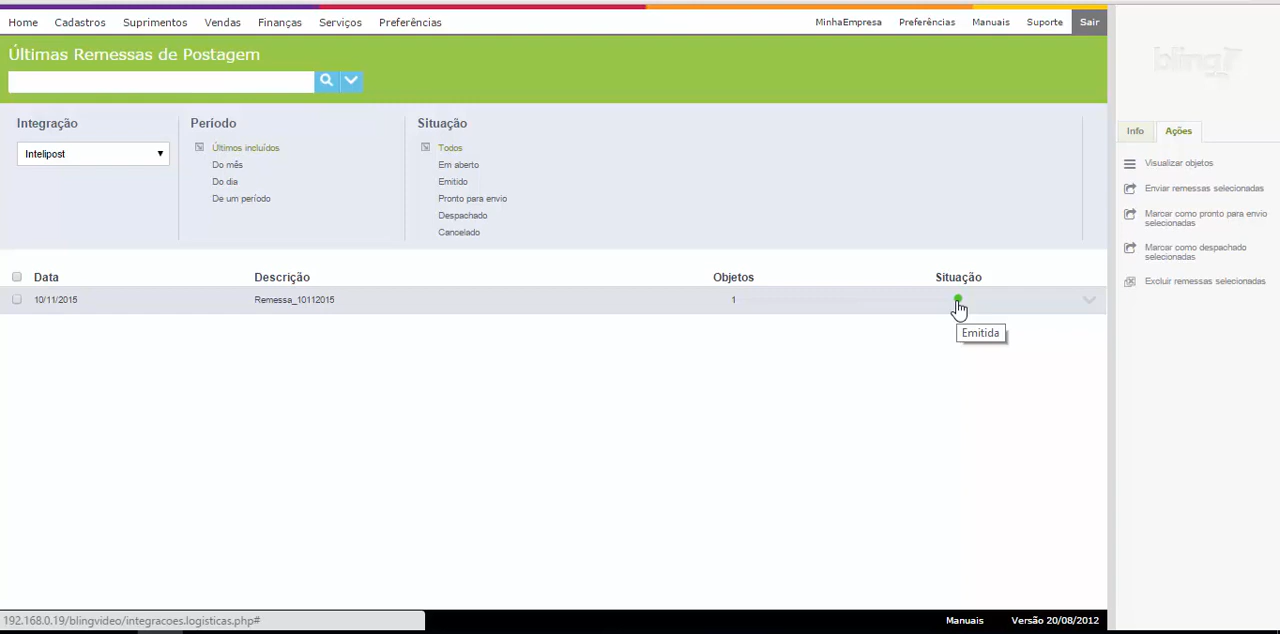 Home Cadastros Suprimentos Vendas Finanças Serviços Preferências MinhaEmpresa Preferências Manuais Suporte Sair
Últimas Remessas de Postagem
Integração
Intelipost
Periodo
Últimos incluídos
Do mês
Do dia
De um período
Situação
Todos
Em aberto
Emitido
Pronto para envio
Despachado
Cancelado
Data Descrição Objetos Situação
10/11/2015 Remessa_10112015 1
Emitida
bling
Info Ações
Visualizar objetos
Enviar remessas selecionadas
Marcar como pronto para envio
selecionadas
Marcar como despachado
selecionadas
Excluir remessas selecionadas
192.168.0.19/blingvideo/integracoes.logisticas.php#
Manuais Versão 20/08/2012